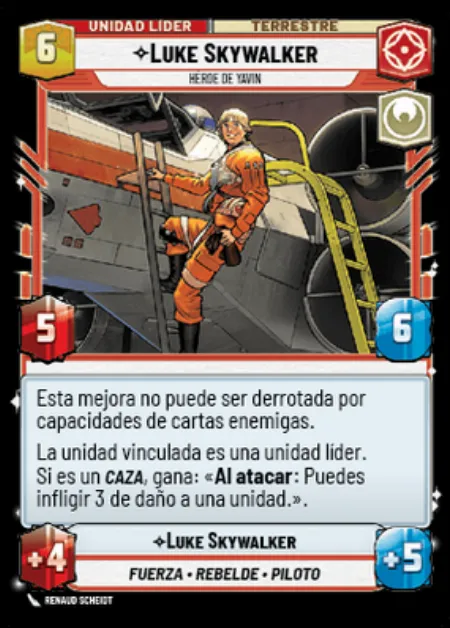 UNIDAD LÍDER
TERRESTRE
6
LUKE SKYWALKER
HÉROE DE YAVIN
5
6
Esta mejora no puede ser derrotada por
capacidades de cartas enemigas.
La unidad vinculada es una unidad líder.
Si es un CAZA, gana: «Al atacar: Puedes
infligir 3 de daño a una unidad.».
+4
LUKE SKYWALKER
+5
FUERZA • REBELDE • PILOTO
RENAUD SCHEIDT